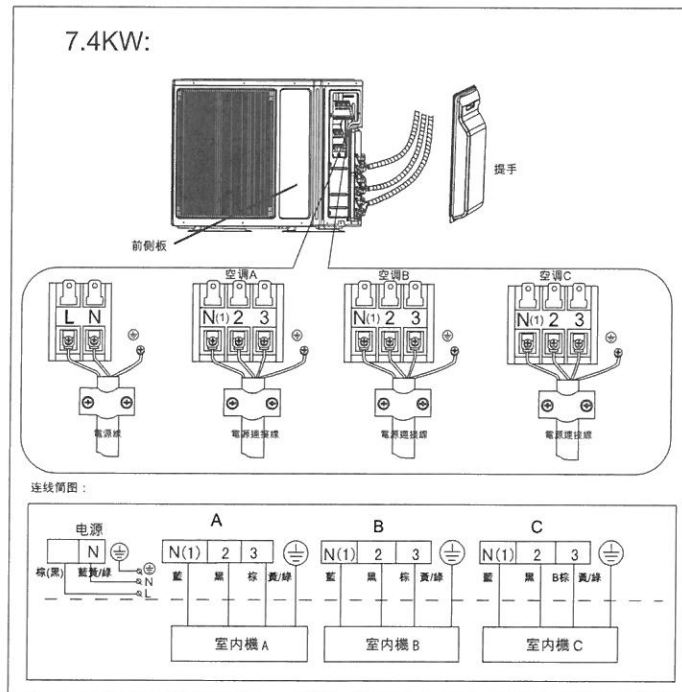 7.4KW:
提手
前侧板
空调A 空调B 空调C
L N N(1) 2 3 N(1) 2 3 N(1) 2 3
電源線 電源連接線 電源連接線 電源連接線
连线简图：
电源 A B C
N N(1) 2 3 N(1) 2 3 N(1) 2 3
棕(黑) 藍 黃/綠 藍 黑 棕 黃/綠 藍 黑 棕 黃/綠 藍 黑 B棕 黃/綠
N
L
室内機 A 室内機 B 室内機 C